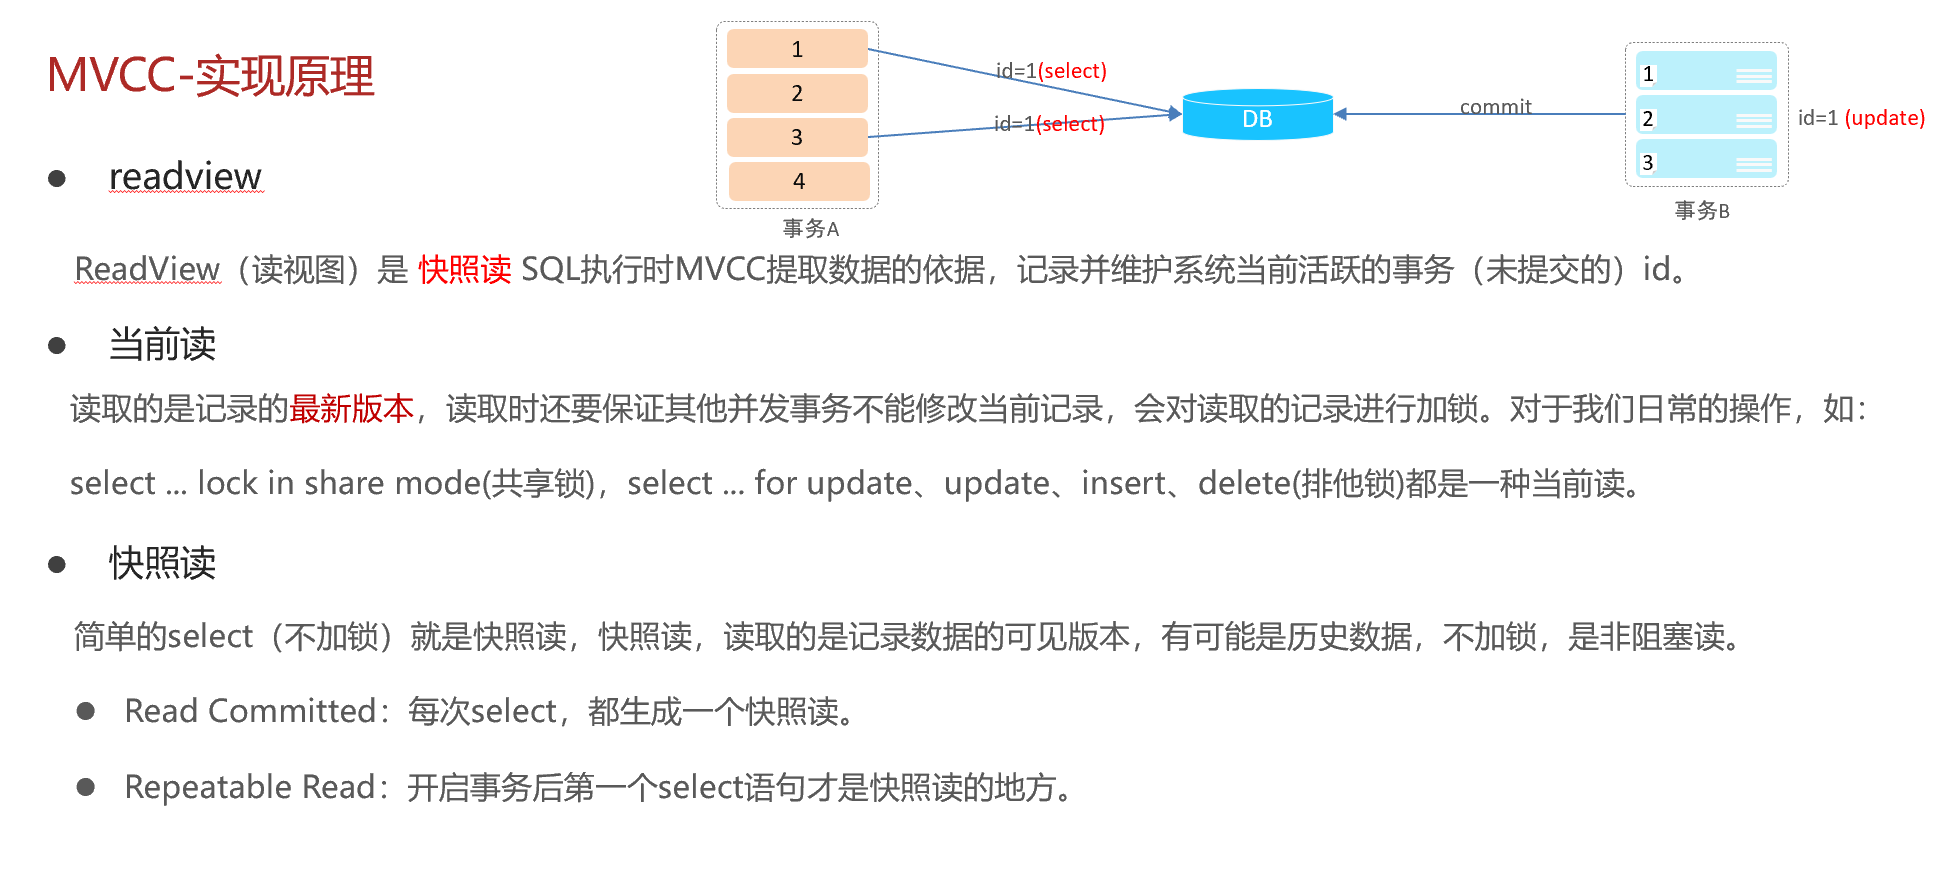 MVCC-实现原理
1
2
3
4
事务A
id=1(select)
id=1(select)
DB
commit
1
2
3
id=1 (update)
事务B
readview
ReadView（读视图）是 快照读 SQL执行时MVCC提取数据的依据，记录并维护系统当前活跃的事务（未提交的）id。
当前读
读取的是记录的最新版本，读取时还要保证其他并发事务不能修改当前记录，会对读取的记录进行加锁。对于我们日常的操作，如：
select ... lock in share mode(共享锁)，select ... for update、update、insert、delete(排他锁)都是一种当前读。
快照读
简单的select（不加锁）就是快照读，快照读，读取的是记录数据的可见版本，有可能是历史数据，不加锁，是非阻塞读。
Read Committed：每次select，都生成一个快照读。
Repeatable Read：开启事务后第一个select语句才是快照读的地方。